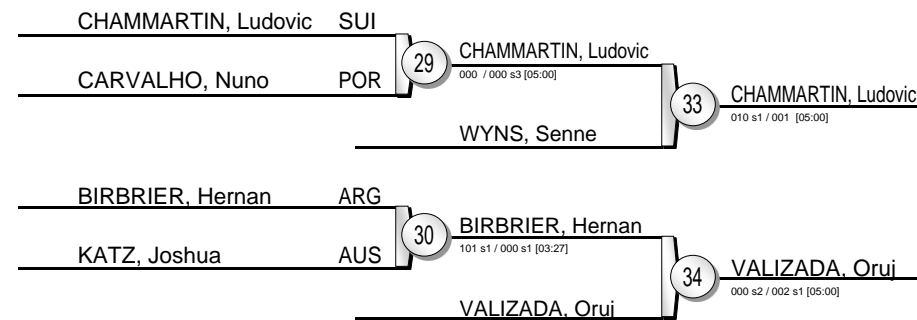 CHAMMARTIN, Ludovic SUI
29
CHAMMARTIN, Ludovic
000 / 000 s3 [05:00]
CARVALHO, Nuno POR
33
CHAMMARTIN, Ludovic
010 s1 / 001 [05:00]
WYNS, Senne
BIRBRIER, Hernan ARG
30
BIRBRIER, Hernan
101 s1 / 000 s1 [03:27]
KATZ, Joshua AUS
34
VALIZADA, Oruj
000 s2 / 002 s1 [05:00]
VALIZADA, Oruj